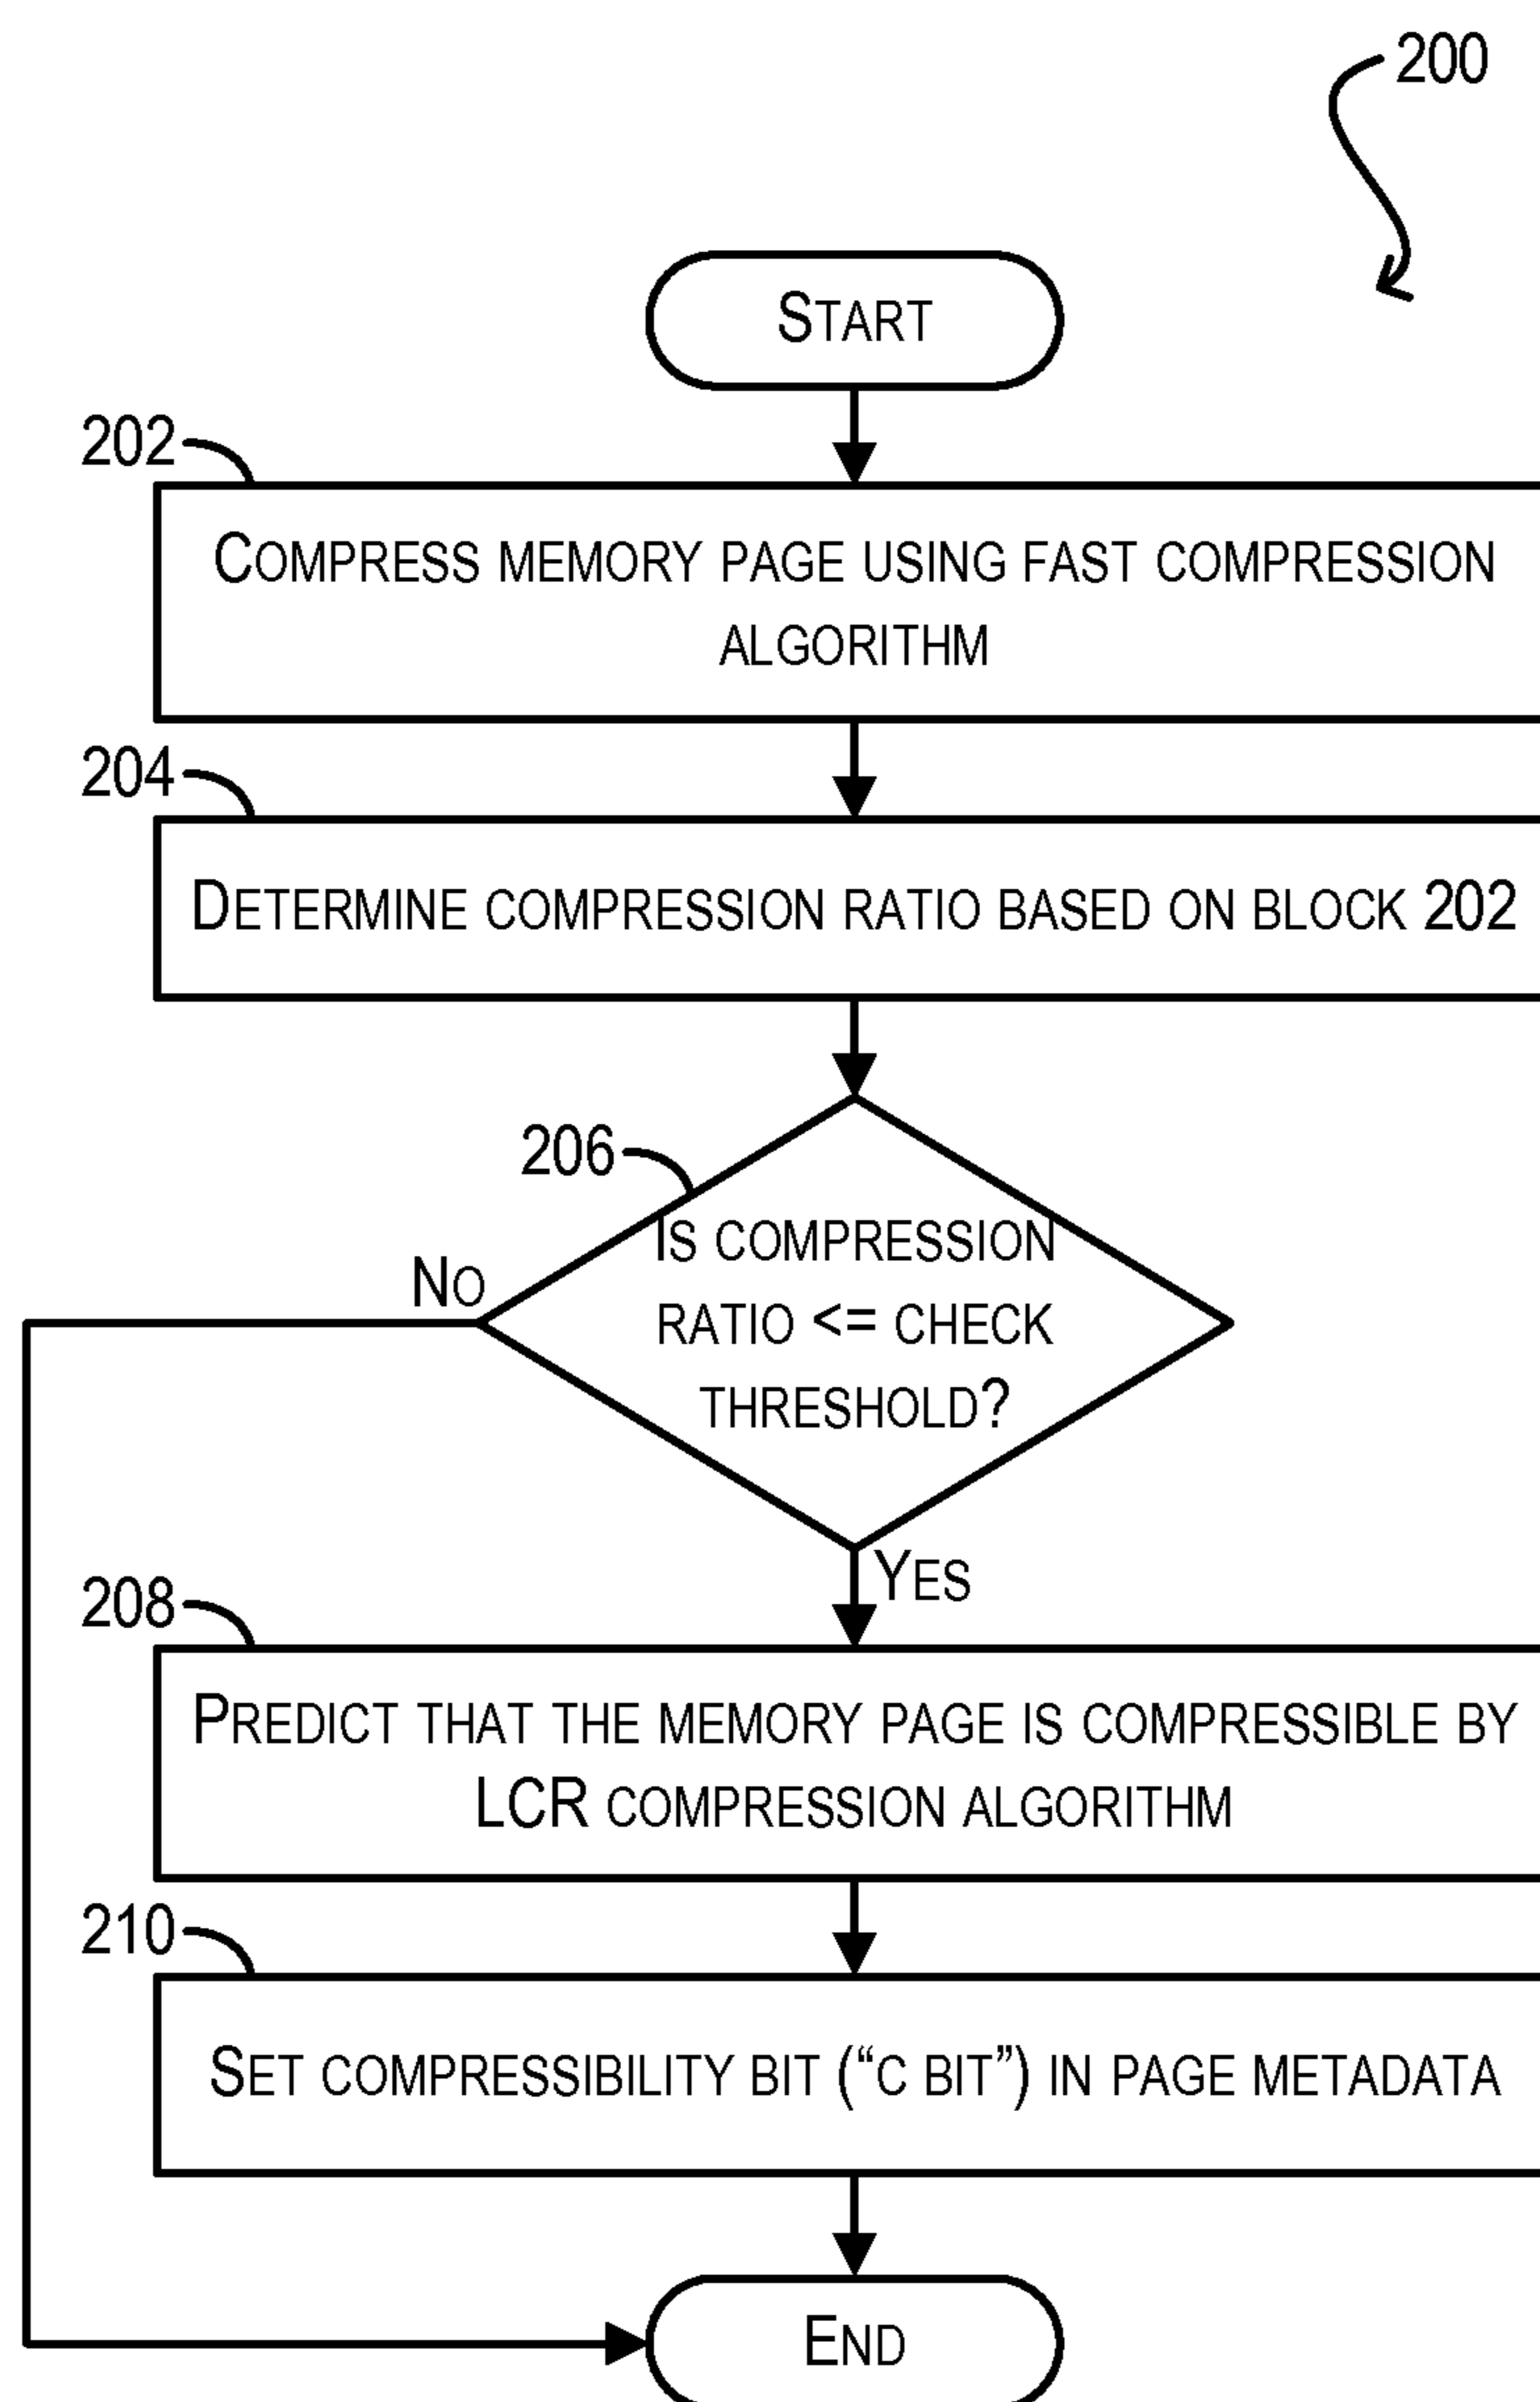 200
START
202
COMPRESS MEMORY PAGE USING FAST COMPRESSION
ALGORITHM
204
DETERMINE COMPRESSION RATIO BASED ON BLOCK 202
206
IS COMPRESSION
RATIO <= CHECK
THRESHOLD?
NO
YES
208
PREDICT THAT THE MEMORY PAGE IS COMPRESSIBLE BY
LCR COMPRESSION ALGORITHM
210
SET COMPRESSIBILITY BIT (“C BIT”) IN PAGE METADATA
END